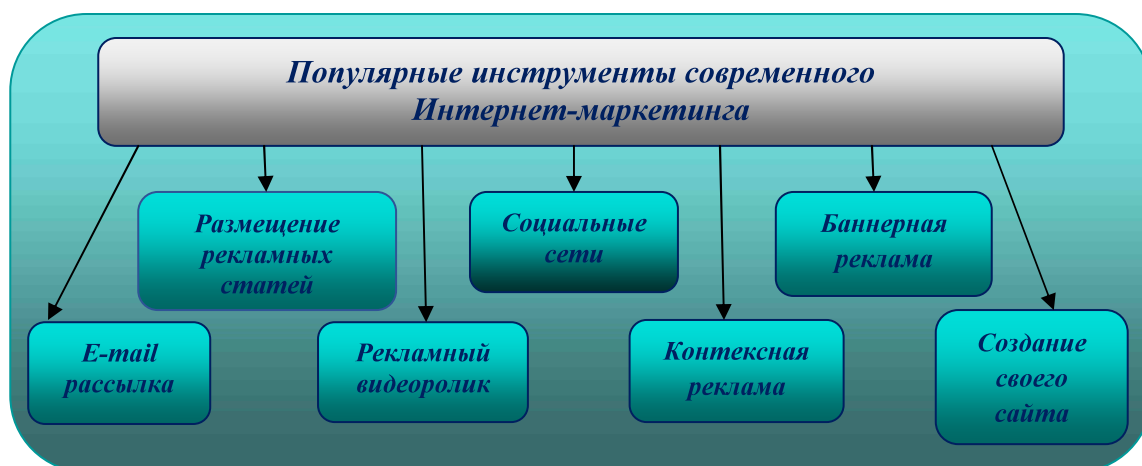 Популярные инструменты современного
Интернет-маркетинга
Размещение
рекламных
статей
Социальные
сети
Баннерная
реклама
E-mail
рассылка
Рекламный
видеоролик
Контексная
реклама
Создание
своего
сайта